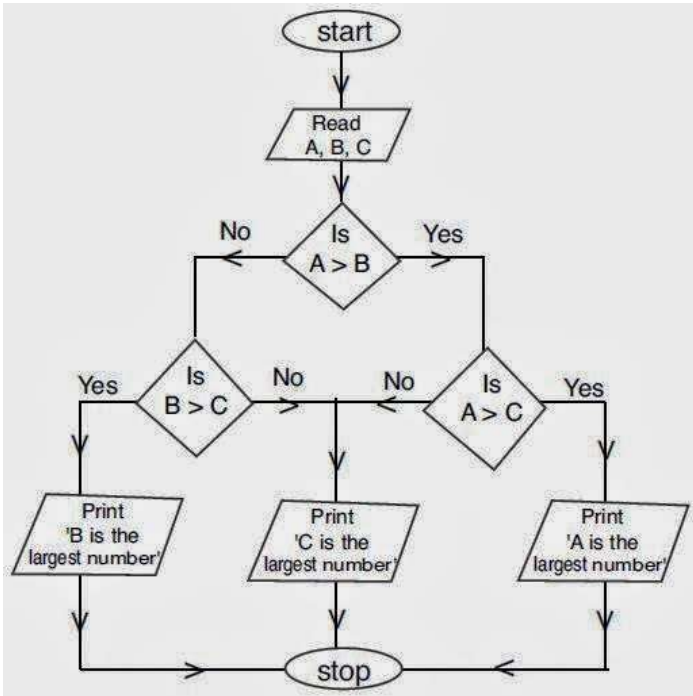 start
Read
A, B, C
No
Is
A > B
Yes
Yes
Is
B > C
No
No
Is
A > C
Yes
Print
'B is the
largest number'
Print
'C is the
largest number'
Print
'A is the
largest number'
stop